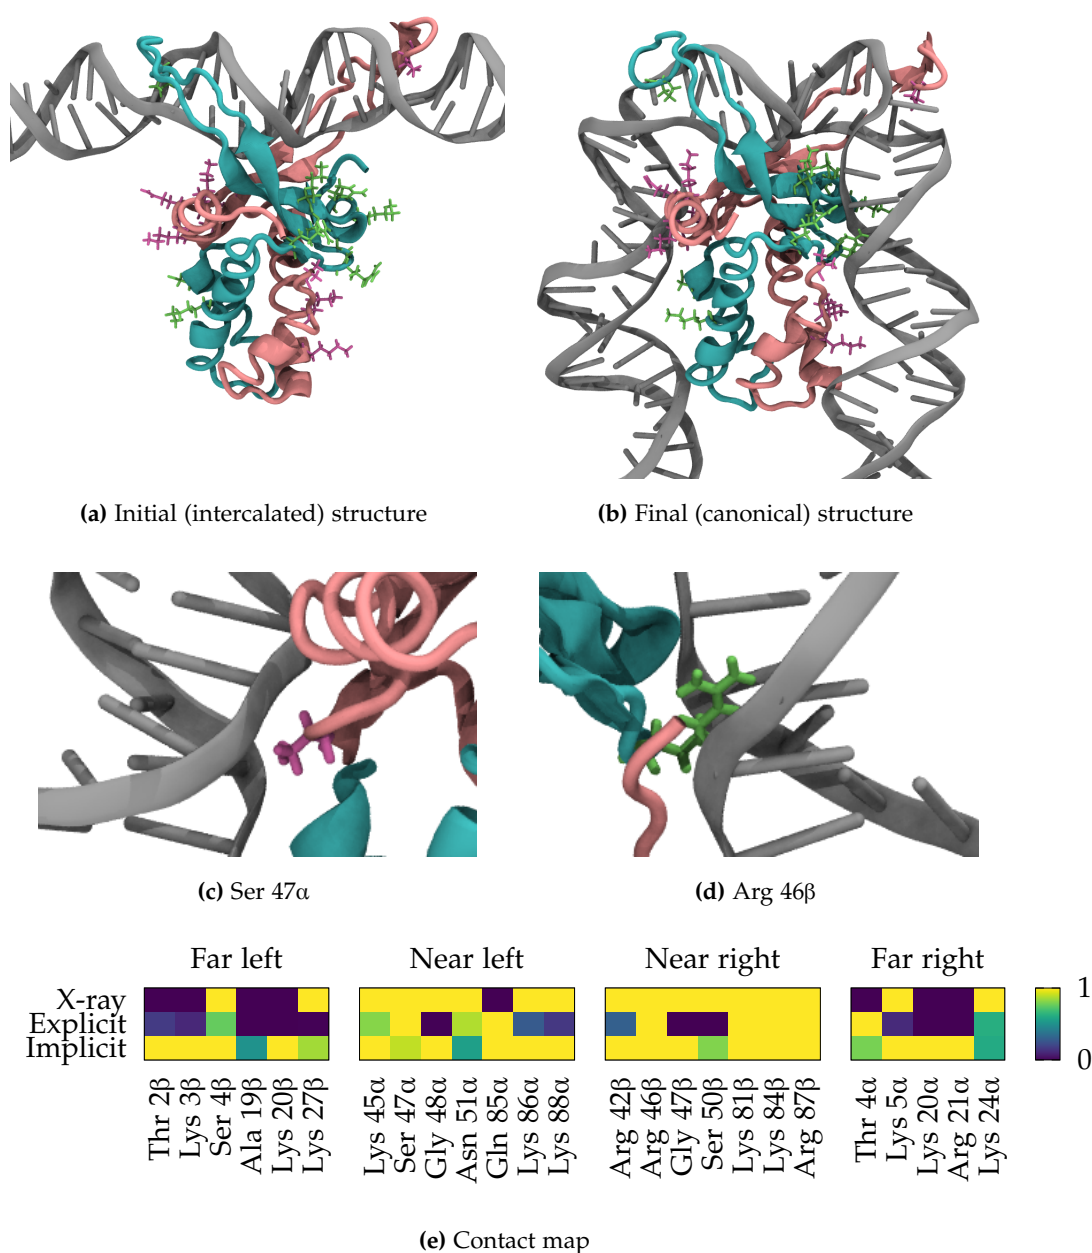 (a) Initial (intercalated) structure
(b) Final (canonical) structure
(c) Ser 47α
(d) Arg 46β
Far left
Near left
Near right
Far right
X-ray
Explicit
Implicit
1
0
Thr 2β
Lys 3β
Ser 4β
Ala 19β
Lys 20β
Lys 27β
Lys 45α
Ser 47α
Gly 48α
Asn 51α
Gln 85α
Lys 86α
Lys 88α
Arg 42β
Arg 46β
Gly 47β
Ser 50β
Lys 81β
Lys 84β
Arg 87β
Thr 4α
Lys 5α
Lys 20α
Arg 21α
Lys 24α
(e) Contact map